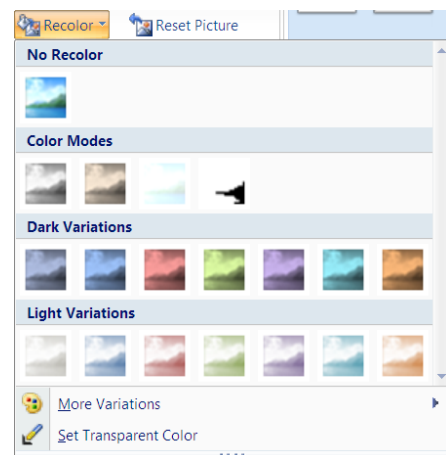 Recolor Reset Picture
No Recolor
Color Modes
Dark Variations
Light Variations
More Variations
Set Transparent Color